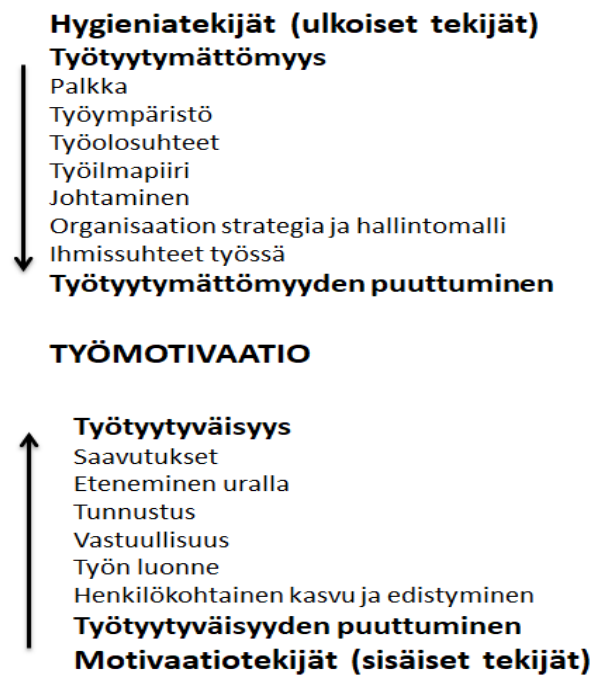 Hygieniatekijät (ulkoiset tekijät)
Työtyytymättömyys
Palkka
Työympäristö
Työolosuhteet
Työilmapiiri
Johtaminen
Organisaation strategia ja hallintomalli
Ihmissuhteet työssä
Työtyytymättömyyden puuttuminen
TYÖMOTIVAATIO
Työtyytyväisyys
Saavutukset
Eteneminen uralla
Tunnustus
Vastuullisuus
Työn luonne
Henkilökohtainen kasvu ja edistyminen
Työtyytyväisyyden puuttuminen
Motivaatiotekijät (sisäiset tekijät)